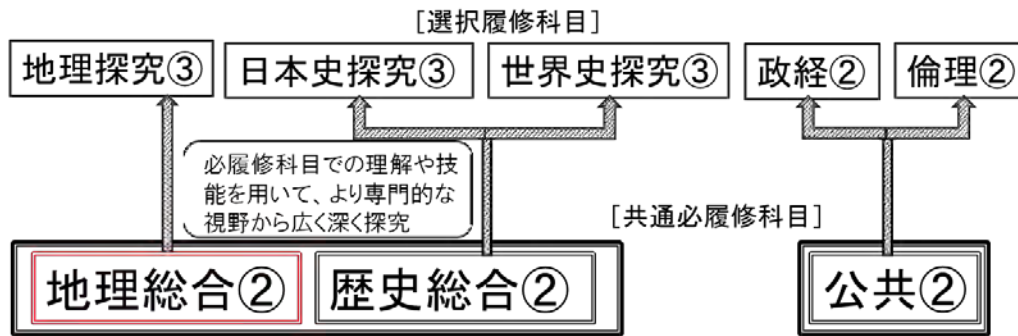 [選択履修科目]
地理探究③
日本史探究③
世界史探究③
政経②
倫理②
必履修科目での理解や技
能を用いて、より専門的な
視野から広く深く探究
[共通必履修科目]
地理総合②
歴史総合②
公共②